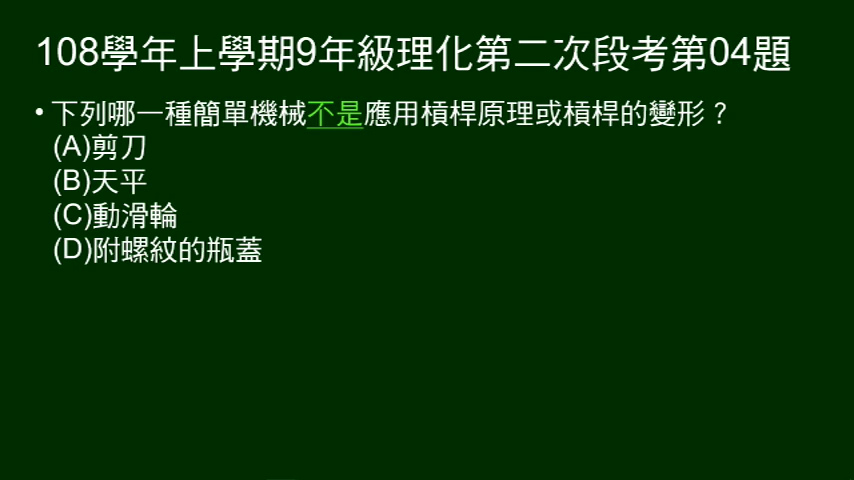 108學年上學期9年級理化第二次段考第04題
• 下列哪一種簡單機械不是應用槓桿原理或槓桿的變形？
(A)剪刀
(B)天平
(C)動滑輪
(D)附螺紋的瓶蓋